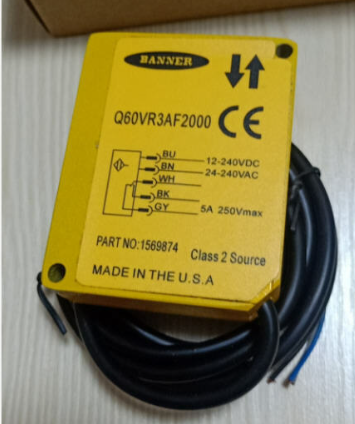 BANNER
Q60VR3AF2000 CE
BU 12-240VDC
BN 24-240VAC
WH
BK
GY 5A 250Vmax
PART NO:1569874 Class 2 Source
MADE IN THE U.S.A